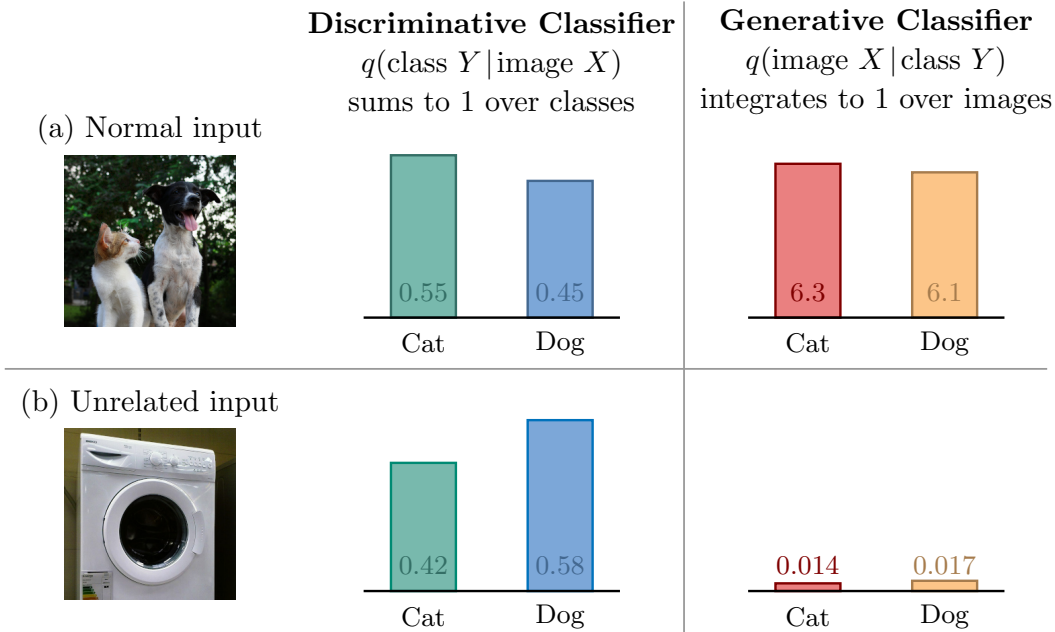 Discriminative Classifier
q(class Y | image X)
sums to 1 over classes
Generative Classifier
q(image X | class Y)
integrates to 1 over images
(a) Normal input
0.55
0.45
Cat
Dog
6.3
6.1
Cat
Dog
(b) Unrelated input
0.42
0.58
Cat
Dog
0.014
0.017
Cat
Dog